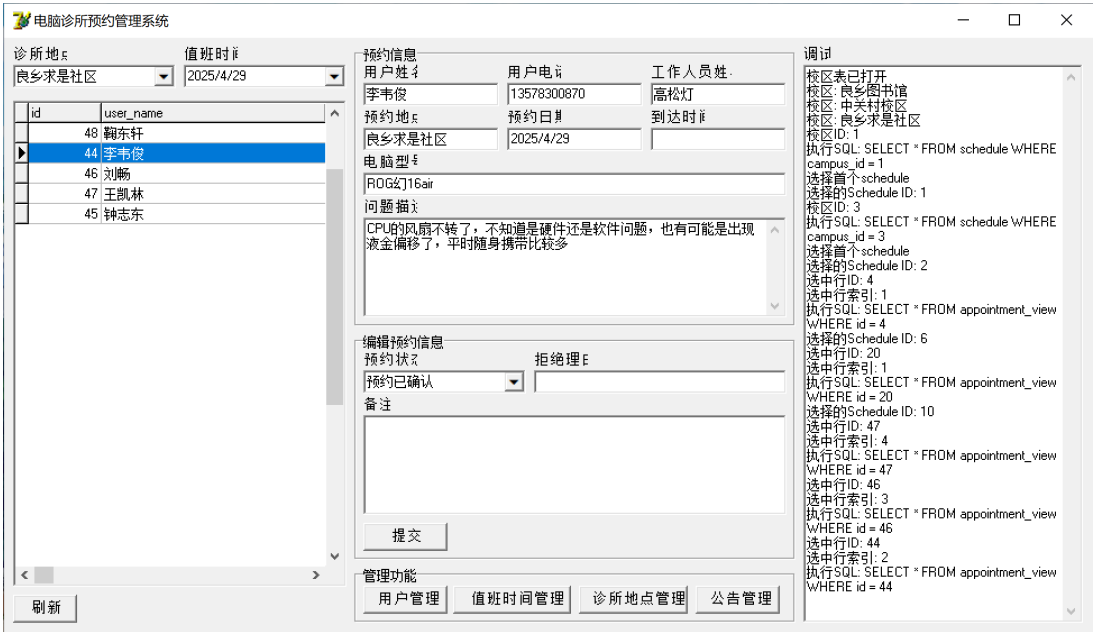 电脑诊所预约管理系统
诊所地
值班时
良乡求是社区
2025/4/29
id user_name
48 鞠东轩
44 李韦俊
46 刘畅
47 王凯林
45 钟志东
刷新
预约信息
用户姓
用户电
工作人员姓
李韦俊
13578300870
高松灯
预约地
预约日
到达时
良乡求是社区
2025/4/29
电脑型
ROG幻16air
问题描
CPU的风扇不转了，不知道是硬件还是软件问题，也有可能是出现
液金偏移了，平时随身携带比较多
编辑预约信息
预约状
拒绝理
预约已确认
备注
提交
管理功能
用户管理
值班时间管理
诊所地点管理
公告管理
调试
校区表已打开
校区: 良乡图书馆
校区: 中关村校区
校区: 良乡求是社区
校区ID: 1
执行SQL: SELECT * FROM schedule WHERE
campus_id = 1
选择首个schedule
选择的Schedule ID: 1
校区ID: 3
执行SQL: SELECT * FROM schedule WHERE
campus_id = 3
选择首个schedule
选择的Schedule ID: 2
选中行ID: 4
选中行索引: 1
执行SQL: SELECT * FROM appointment_view
WHERE id = 4
选择的Schedule ID: 6
选中行ID: 20
选中行索引: 1
执行SQL: SELECT * FROM appointment_view
WHERE id = 20
选择的Schedule ID: 10
选中行ID: 47
选中行索引: 4
执行SQL: SELECT * FROM appointment_view
WHERE id = 47
选中行ID: 46
选中行索引: 3
执行SQL: SELECT * FROM appointment_view
WHERE id = 46
选中行ID: 44
选中行索引: 2
执行SQL: SELECT * FROM appointment_view
WHERE id = 44